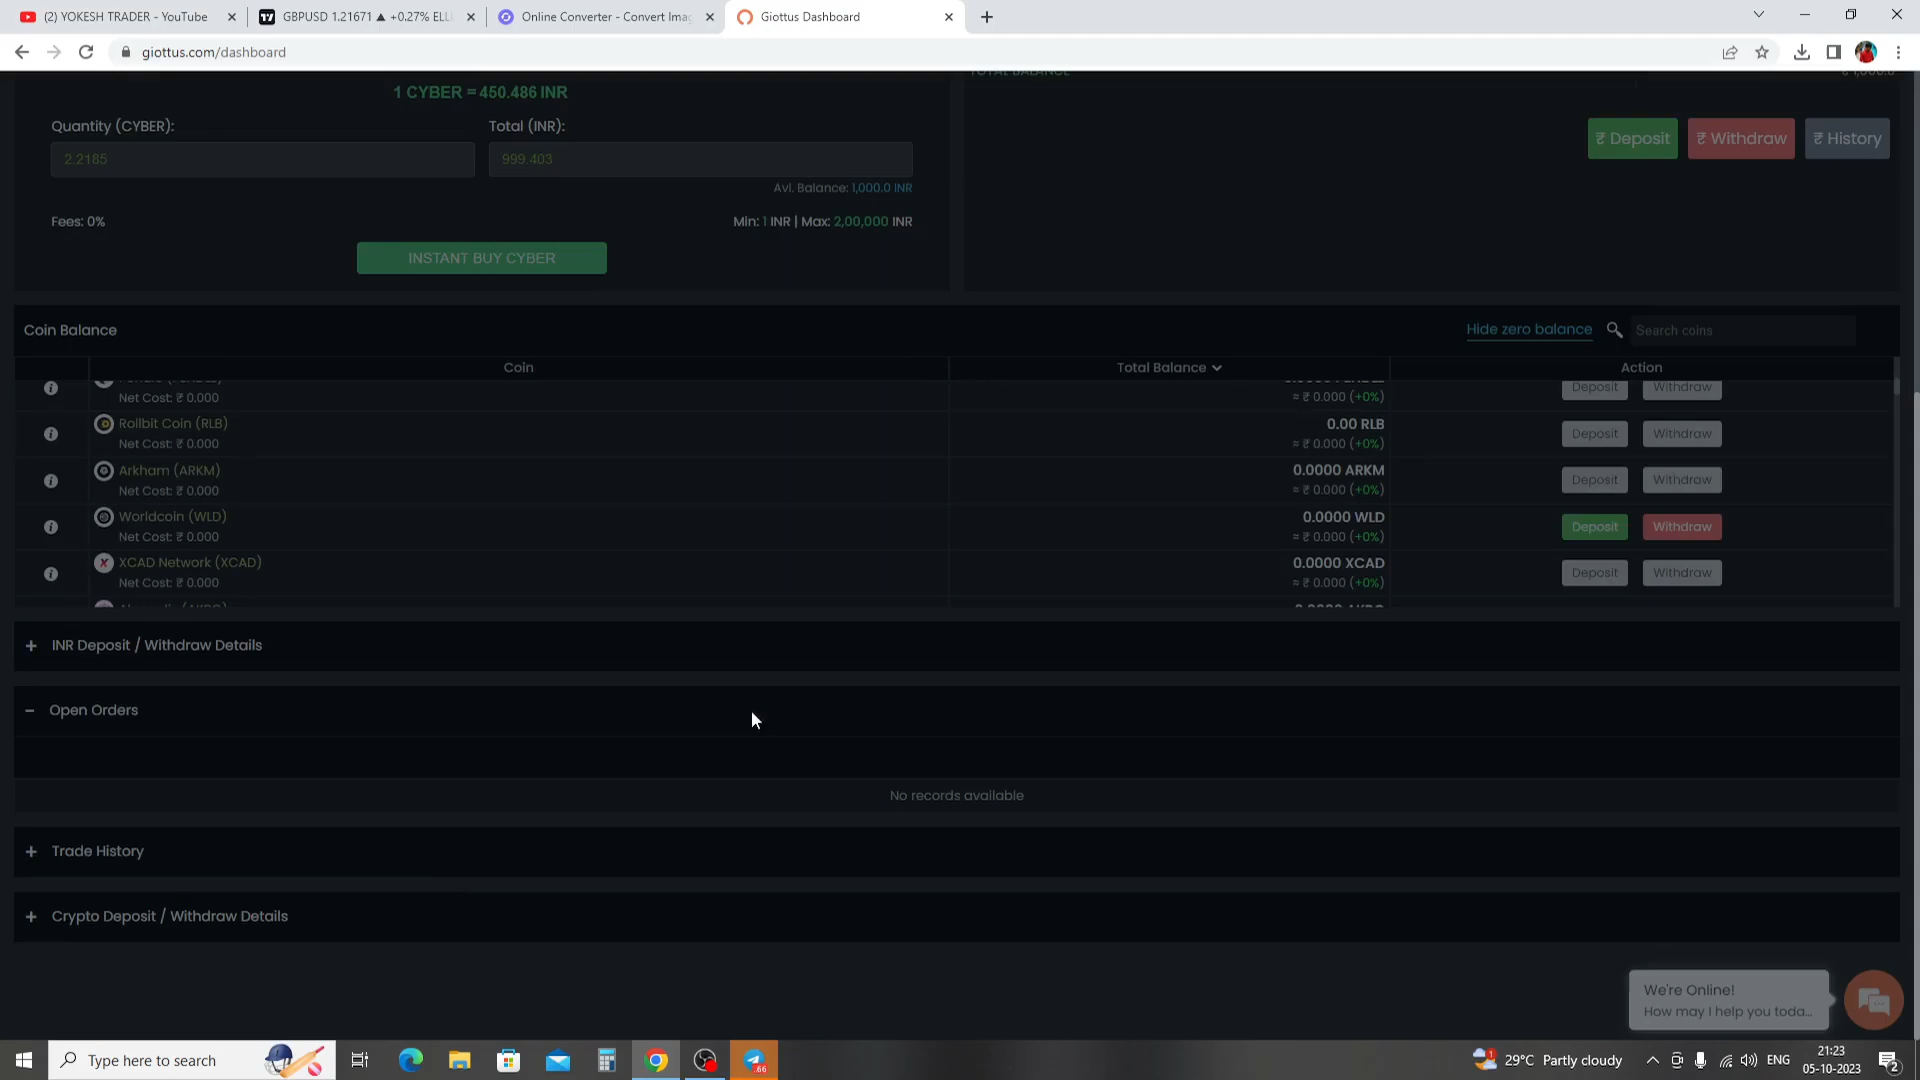 (2) YOKESH TRADER - YouTube
GBPUSD 1.21671 ▲ +0.27% ELL
Online Converter - Convert Ima
Giottus Dashboard
giottus.com/dashboard
TOTAL BALANCE
1 CYBER = 450.486 INR
Quantity (CYBER):
Total (INR):
2.2185
999.403
₹ Deposit
₹ Withdraw
₹ History
Avl. Balance: 1,000.0 INR
Fees: 0%
Min: 1 INR | Max: 2,00,000 INR
INSTANT BUY CYBER
Coin Balance
Hide zero balance
Search coins
Coin
Total Balance
Action
Net Cost: ₹ 0.000
≈ ₹ 0.000 (+0%)
Deposit
Withdraw
Rollbit Coin (RLB)
Net Cost: ₹ 0.000
0.00 RLB
≈ ₹ 0.000 (+0%)
Deposit
Withdraw
Arkham (ARKM)
Net Cost: ₹ 0.000
0.0000 ARKM
≈ ₹ 0.000 (+0%)
Deposit
Withdraw
Worldcoin (WLD)
Net Cost: ₹ 0.000
0.0000 WLD
≈ ₹ 0.000 (+0%)
Deposit
Withdraw
XCAD Network (XCAD)
Net Cost: ₹ 0.000
0.0000 XCAD
≈ ₹ 0.000 (+0%)
Deposit
Withdraw
+ INR Deposit / Withdraw Details
− Open Orders
No records available
+ Trade History
+ Crypto Deposit / Withdraw Details
We're Online!
How may I help you toda...
Type here to search
.66
1
29°C Partly cloudy
ENG
21:23
05-10-2023
2